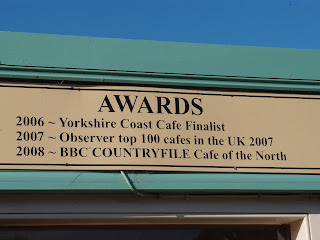 AWARDS
2006 ~ Yorkshire Coast Cafe Finalist
2007 ~ Observer top 100 cafes in the UK 2007
2008 ~ BBC COUNTRYFILE Cafe of the North